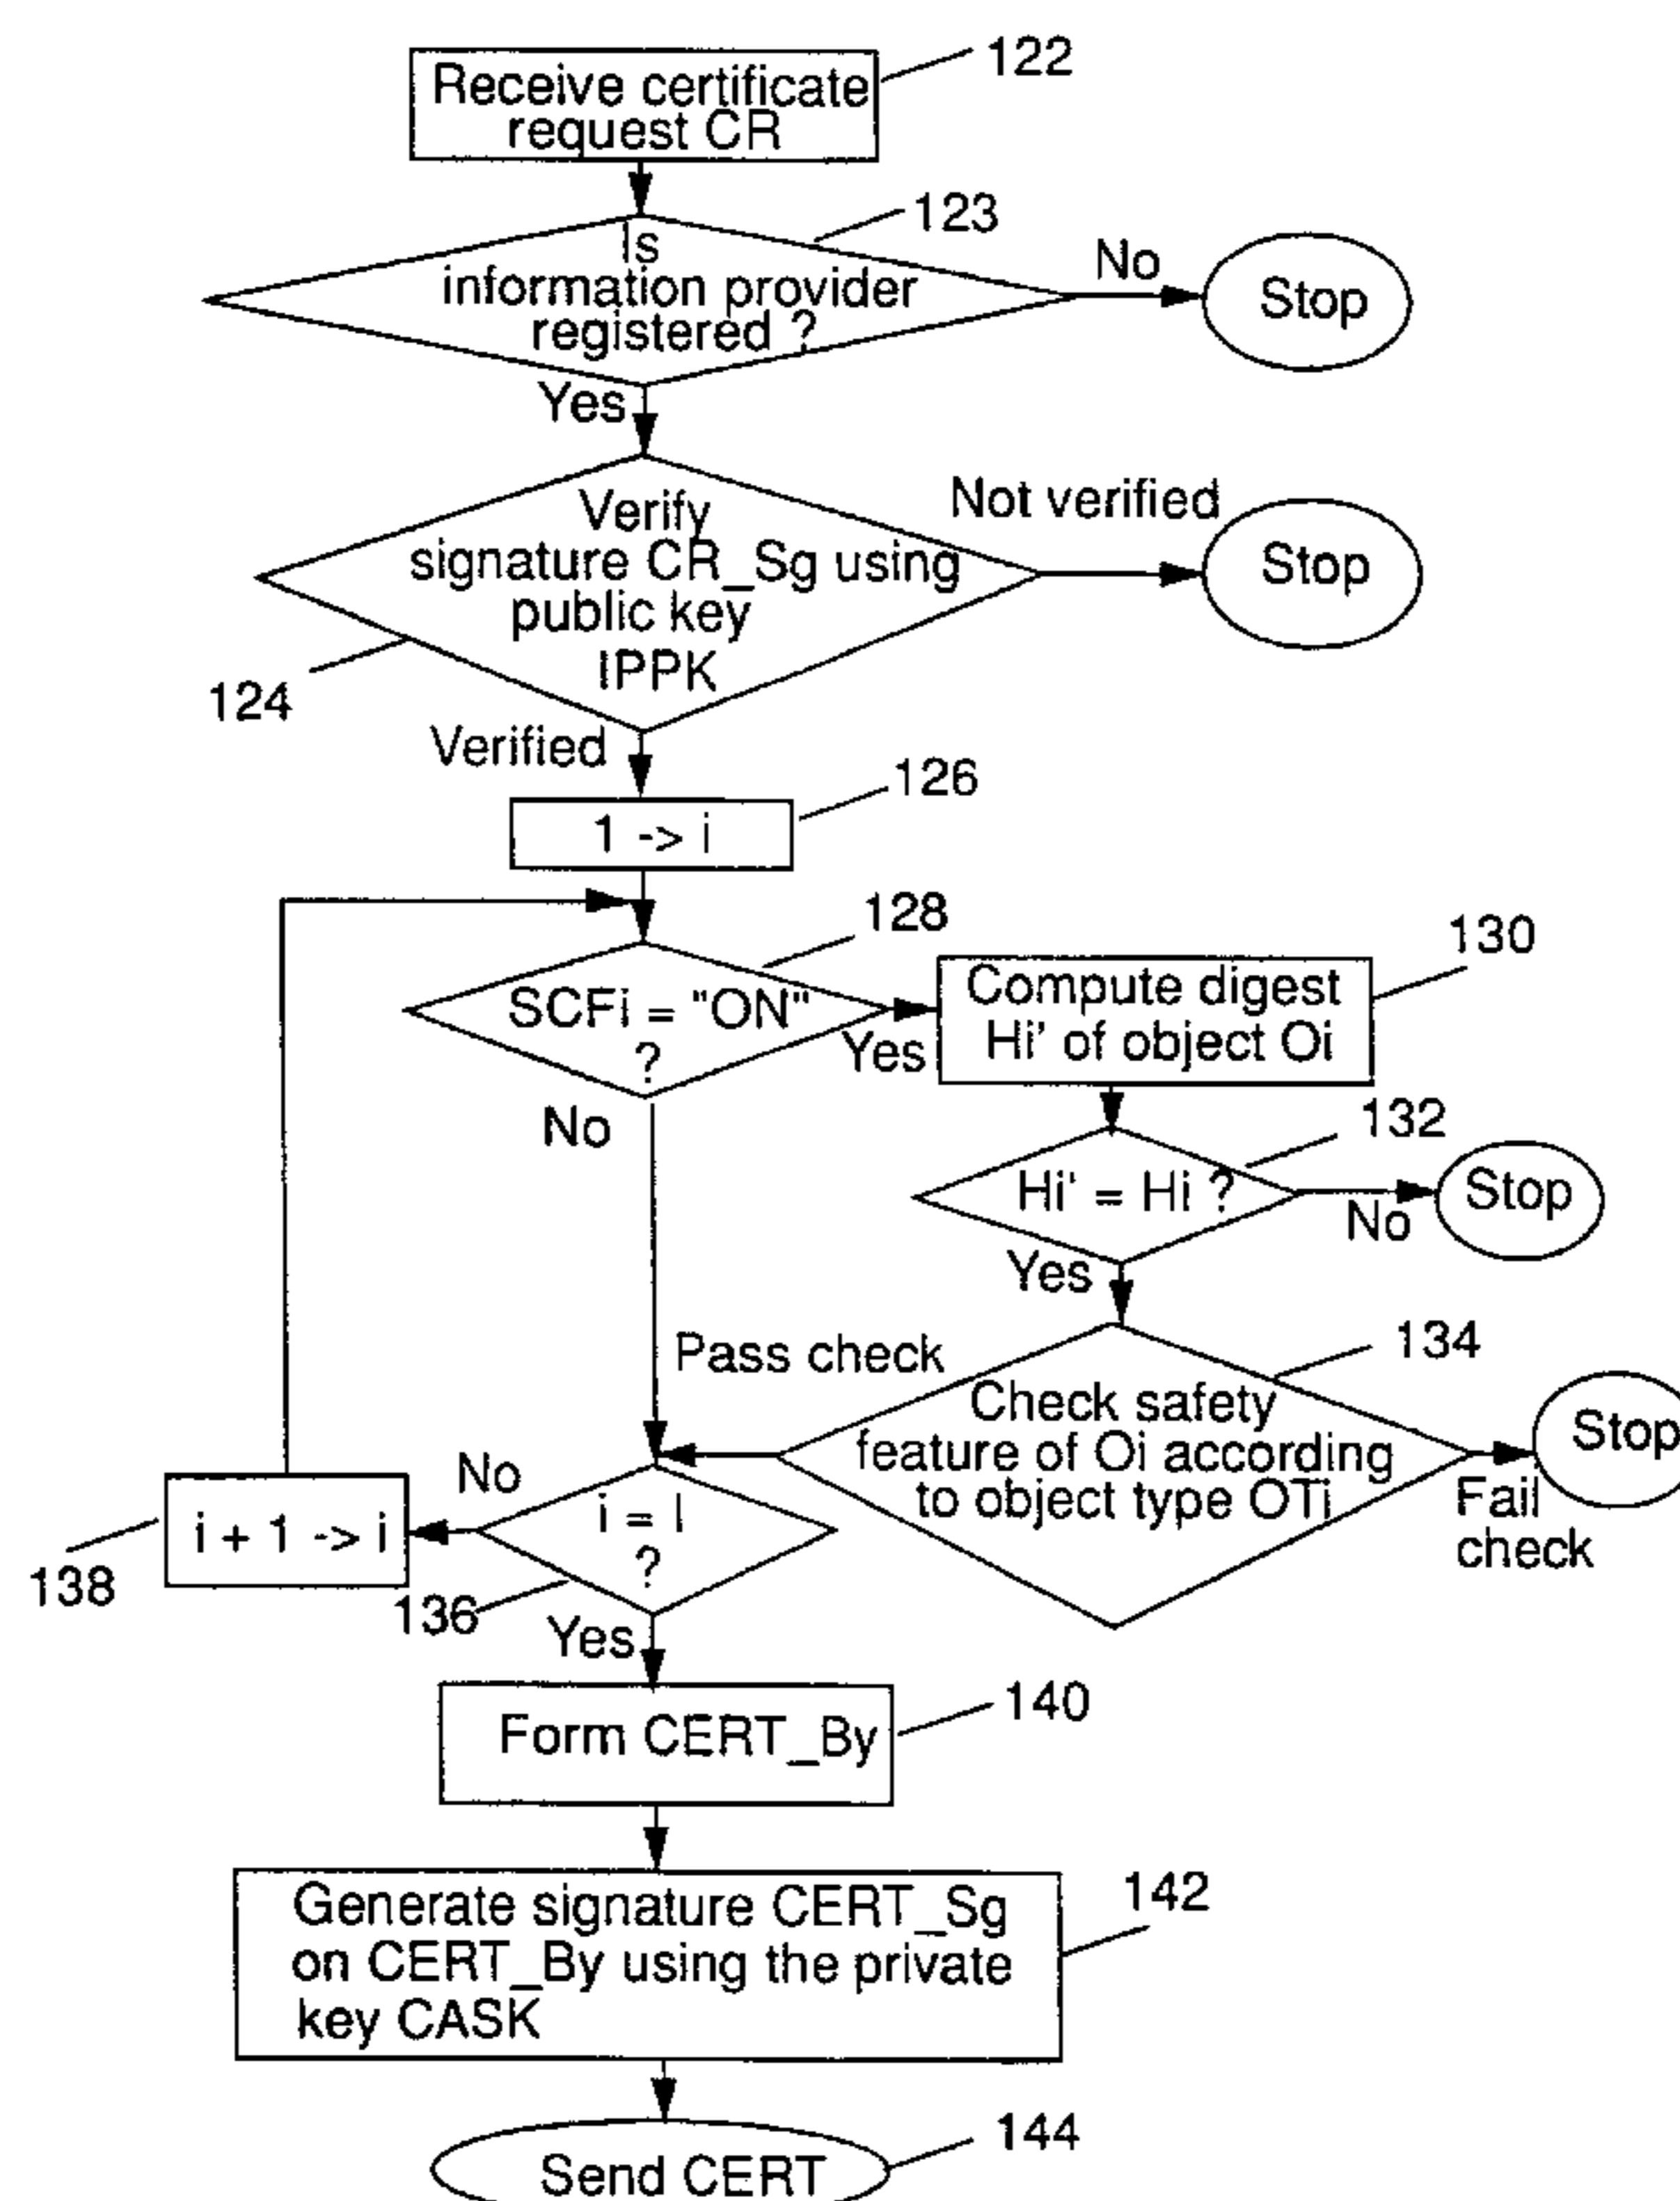 Receive certificate
request CR
122
Is
information provider
registered ?
123
No
Stop
Yes
Verify
signature CR_Sg using
public key
IPPK
124
Not verified
Stop
Verified
1 -> i
126
SCFi = "ON"
?
128
Yes
Compute digest
Hi' of object Oi
130
No
Hi' = Hi ?
132
No
Stop
Yes
Pass check
Check safety
feature of Oi according
to object type OTi
134
Stop
Fail
check
No
i = I
?
136
i + 1 -> i
138
Yes
Form CERT_By
140
Generate signature CERT_Sg
on CERT_By using the private
key CASK
142
Send CERT
144